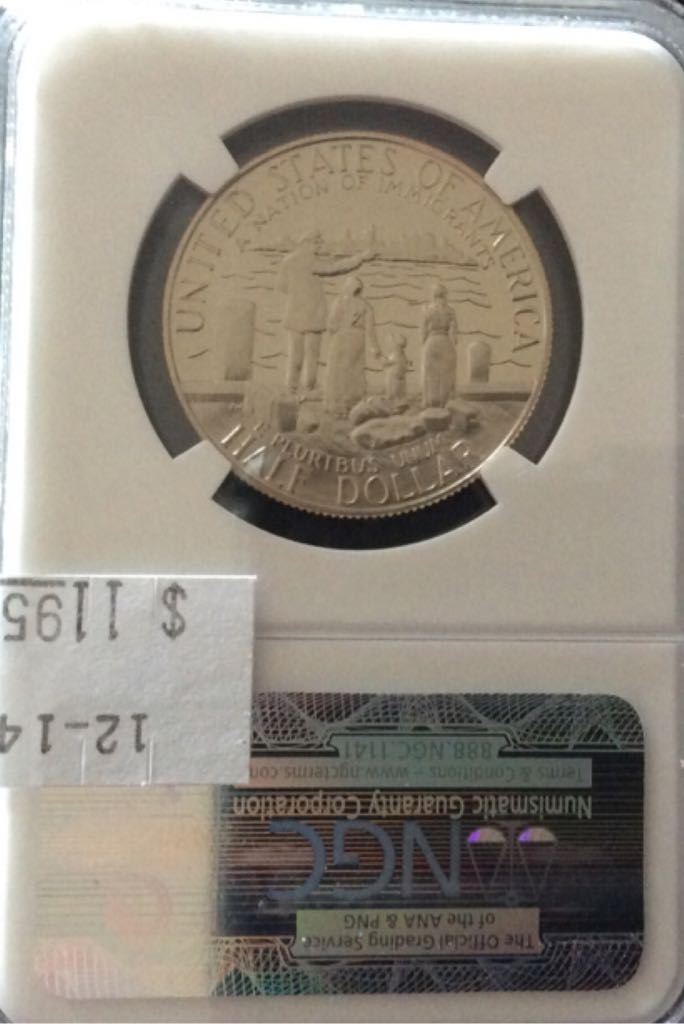 UNITED STATES OF AMERICA
A NATION OF IMMIGRANTS
E PLURIBUS UNUM
HALF DOLLAR
$ 1195
12-14
The Official Grading Service
of the ANA & PNG
NGC
Numismatic Guaranty Corporation
Terms & Conditions – www.ngcterms.com
888.NGC.1141